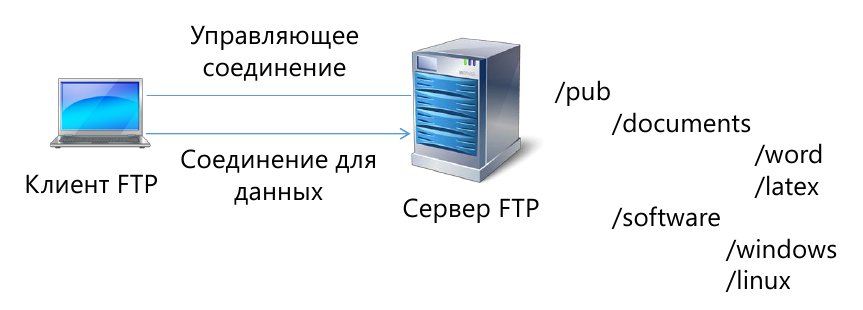 Управляющее
соединение
Соединение для
данных
Клиент FTP
Сервер FTP
/pub
/documents
/word
/latex
/software
/windows
/linux